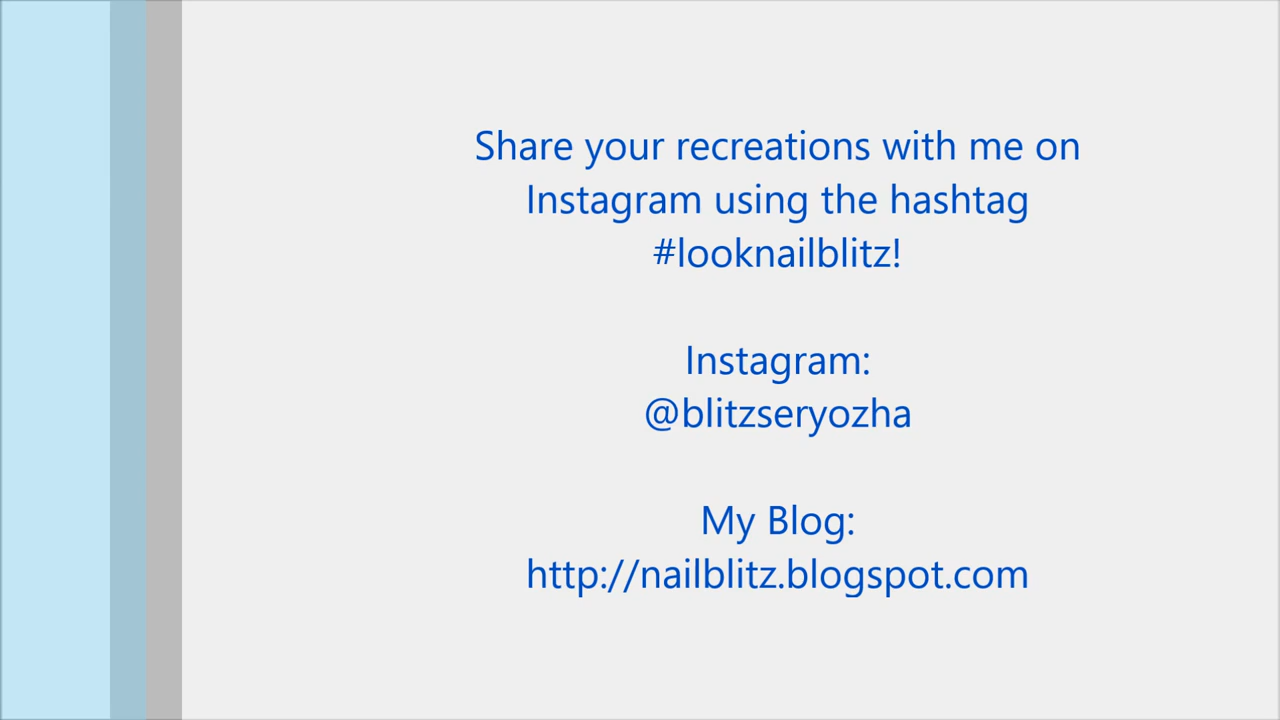 Share your recreations with me on
Instagram using the hashtag
#looknailblitz!
Instagram:
@blitzseryozha
My Blog:
http://nailblitz.blogspot.com